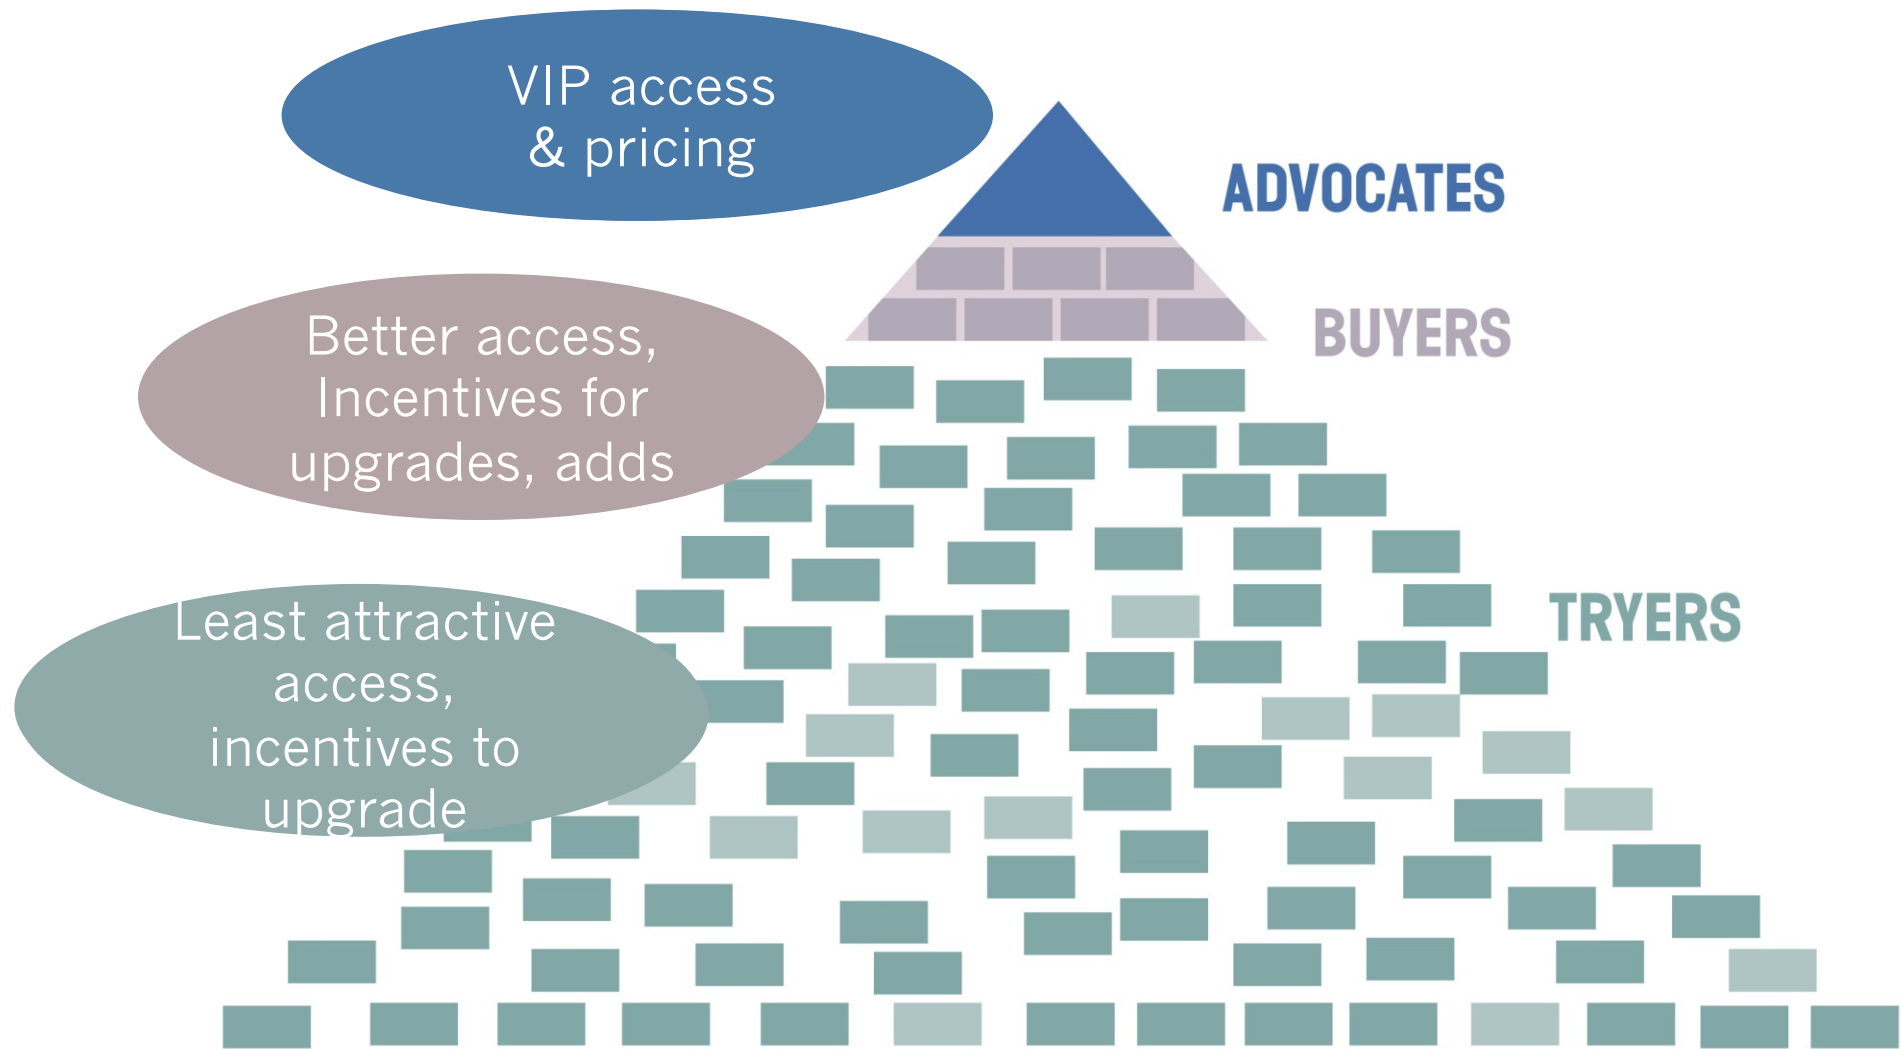 VIP access
& pricing
ADVOCATES
BUYERS
Better access,
Incentives for
upgrades, adds
TRYERS
Least attractive
access,
incentives to
upgrade